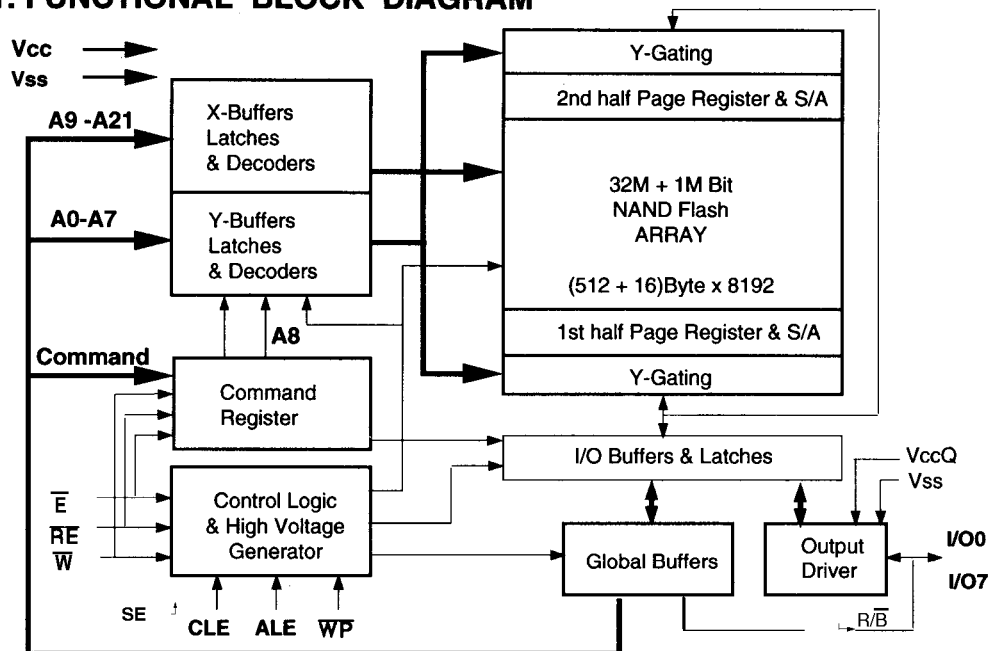 FUNCTIONAL BLOCK DIAGRAM
Vcc
Vss
A9 -A21
A0-A7
X-Buffers
Latches
& Decoders
Y-Buffers
Latches
& Decoders
Y-Gating
2nd half Page Register & S/A
32M + 1M Bit
NAND Flash
ARRAY
(512 + 16)Byte x 8192
1st half Page Register & S/A
Y-Gating
A8
Command
Command
Register
I/O Buffers & Latches
VccQ
Vss
E̅
R̅E̅
W̅
Control Logic
& High Voltage
Generator
Global Buffers
Output
Driver
I/O0
I/O7
R/B̅
SE
CLE
ALE
W̅P̅